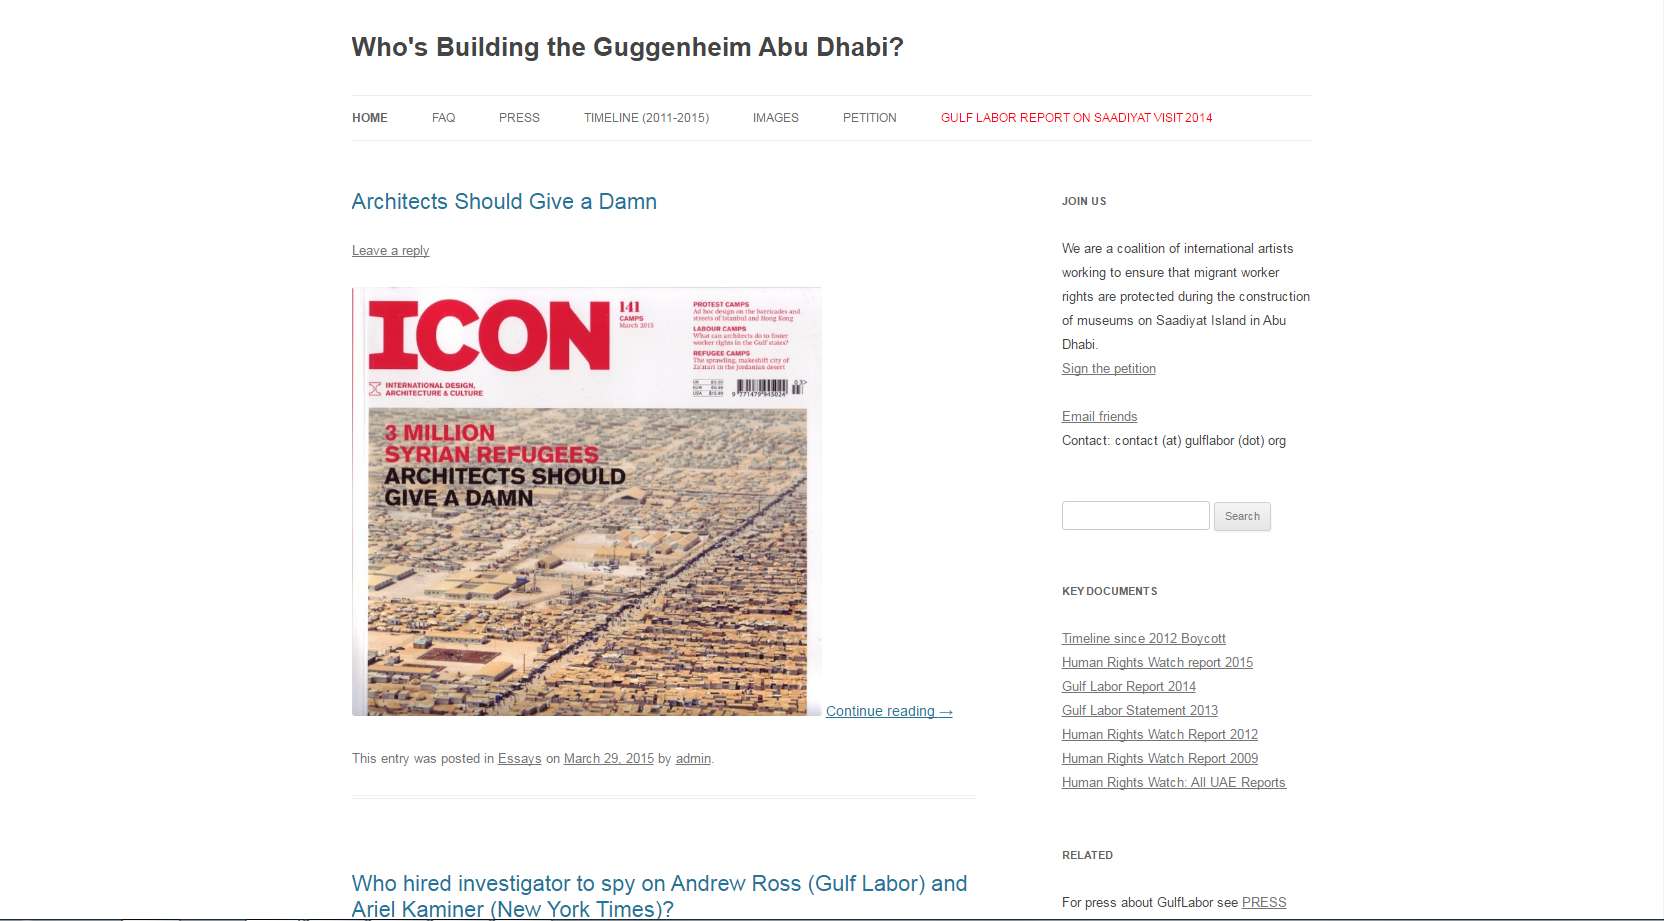 Who's Building the Guggenheim Abu Dhabi?
HOME FAQ PRESS TIMELINE (2011-2015) IMAGES PETITION GULF LABOR REPORT ON SAADIYAT VISIT 2014
Architects Should Give a Damn
Leave a reply
ICON
141
CAMPS
March 2015
PROTEST CAMPS
Ad hoc design on the barricades and
streets of Istanbul and Hong Kong
LABOUR CAMPS
What can architects do to foster
worker rights in the Gulf states?
REFUGEE CAMPS
The sprawling, makeshift city of
Za'atari in the Jordanian desert
INTERNATIONAL DESIGN,
ARCHITECTURE & CULTURE
UK
EUR
USA
03>
9 771479 945024
3 MILLION
SYRIAN REFUGEES
ARCHITECTS SHOULD
GIVE A DAMN
Continue reading →
This entry was posted in Essays on March 29, 2015 by admin.
Who hired investigator to spy on Andrew Ross (Gulf Labor) and
Ariel Kaminer (New York Times)?
JOIN US
We are a coalition of international artists
working to ensure that migrant worker
rights are protected during the construction
of museums on Saadiyat Island in Abu
Dhabi.
Sign the petition
Email friends
Contact: contact (at) gulflabor (dot) org
Search
KEY DOCUMENTS
Timeline since 2012 Boycott
Human Rights Watch report 2015
Gulf Labor Report 2014
Gulf Labor Statement 2013
Human Rights Watch Report 2012
Human Rights Watch Report 2009
Human Rights Watch: All UAE Reports
RELATED
For press about GulfLabor see PRESS